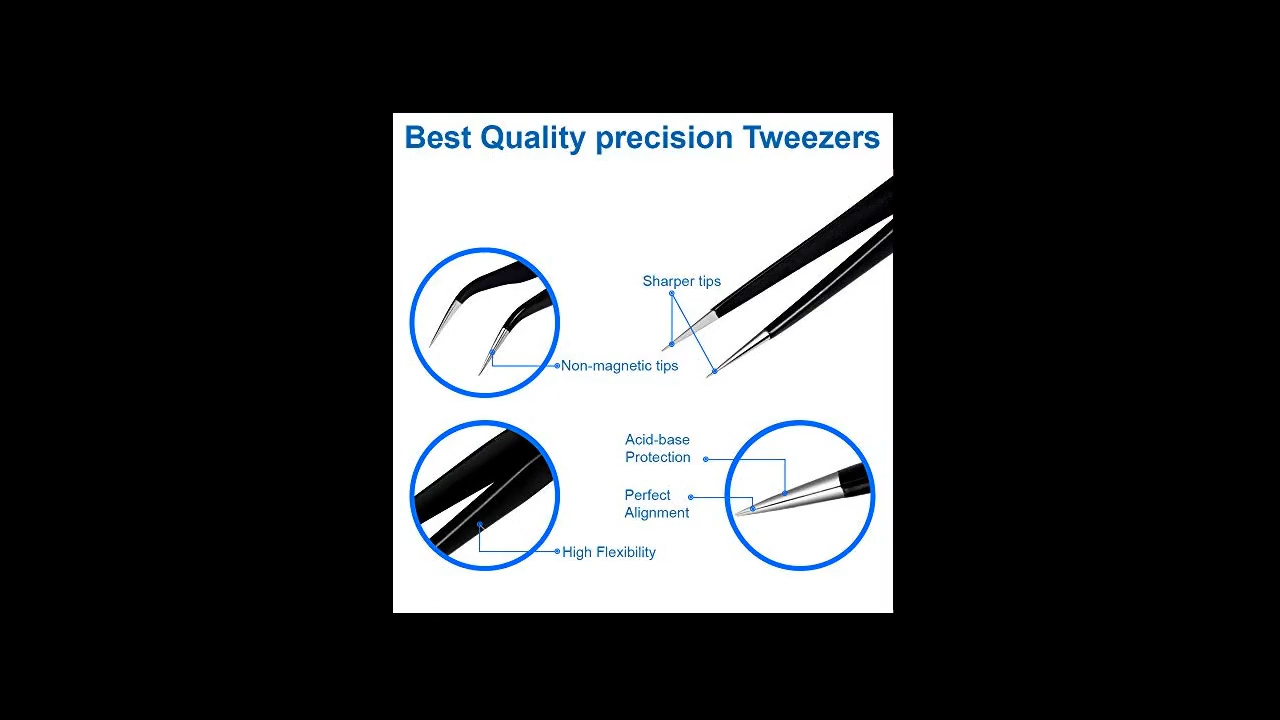 Best Quality precision Tweezers
Sharper tips
Non-magnetic tips
Acid-base
Protection
Perfect
Alignment
High Flexibility